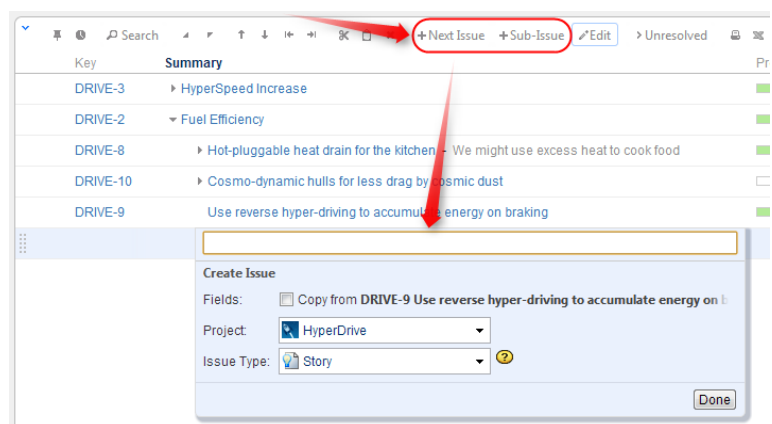 Search +Next Issue +Sub-Issue Edit > Unresolved
Key Summary Pr
DRIVE-3 HyperSpeed Increase
DRIVE-2 Fuel Efficiency
DRIVE-8 Hot-pluggable heat drain for the kitchen - We might use excess heat to cook food
DRIVE-10 Cosmo-dynamic hulls for less drag by cosmic dust
DRIVE-9 Use reverse hyper-driving to accumulate energy on braking
Create Issue
Fields: Copy from DRIVE-9 Use reverse hyper-driving to accumulate energy on b
Project: HyperDrive
Issue Type: Story ?
Done